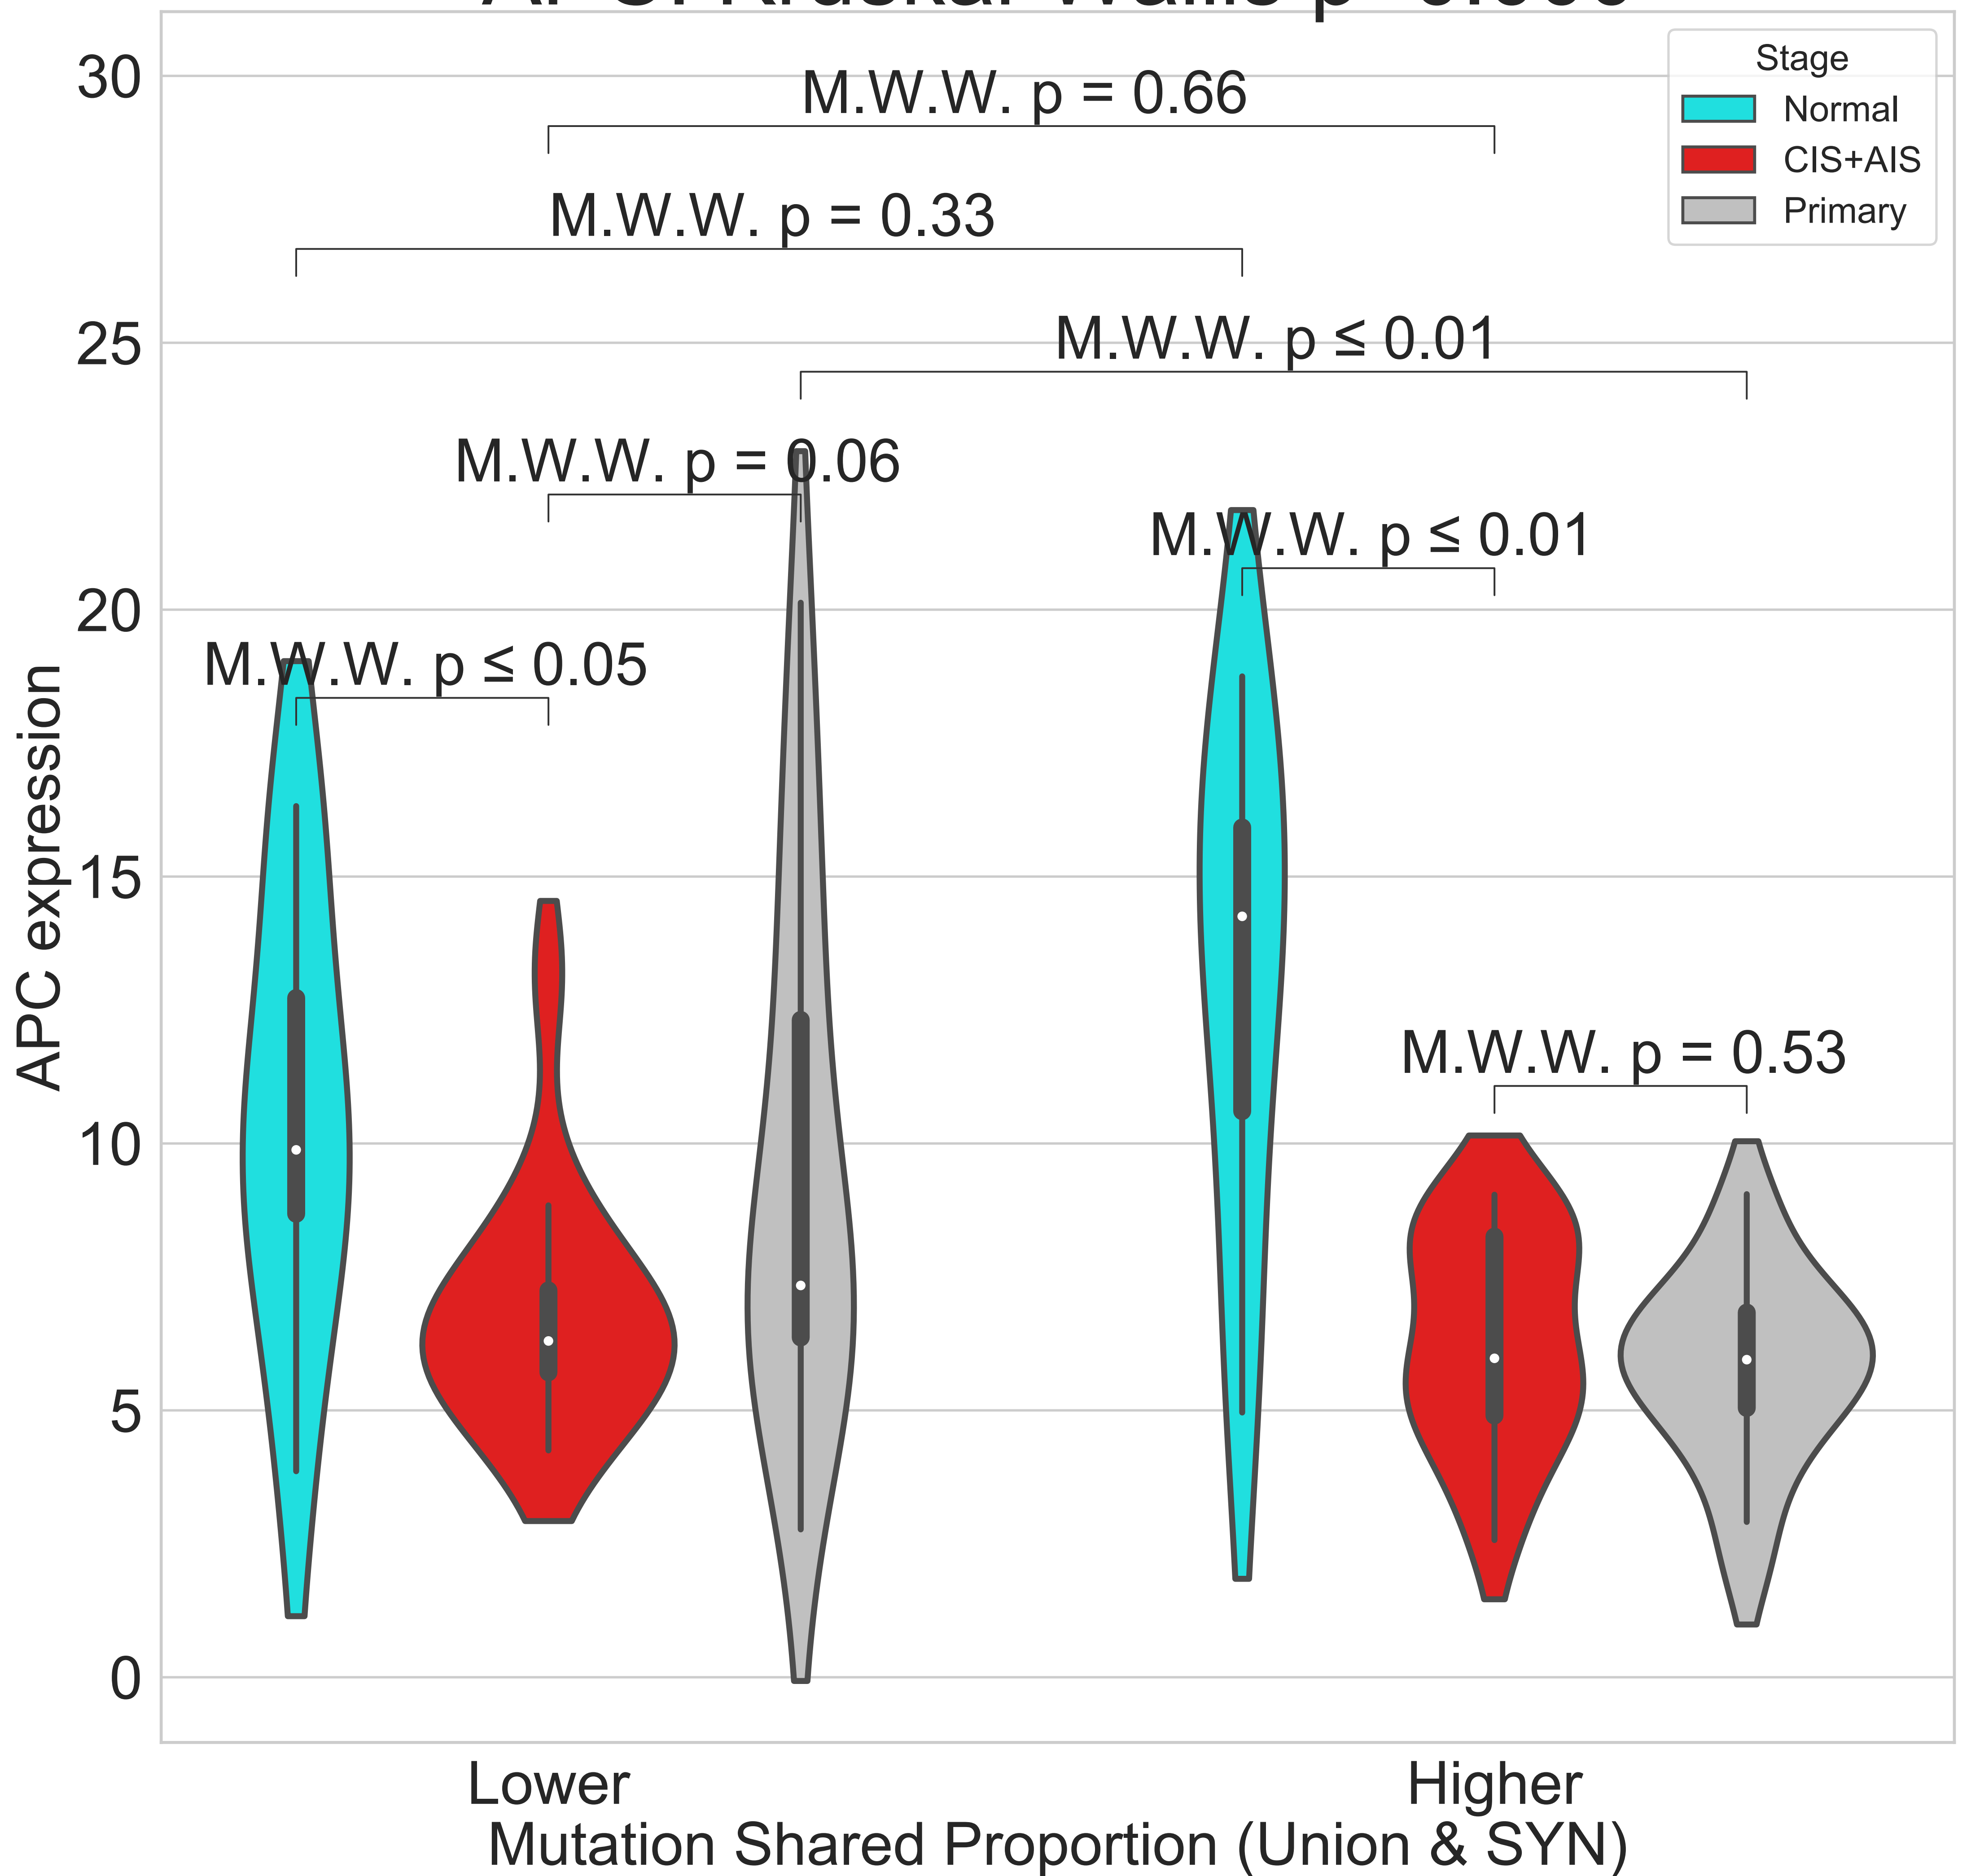 30
25
20
15
10
5
0
APC expression
M.W.W. p = 0.66
M.W.W. p = 0.33
M.W.W. p ≤ 0.01
M.W.W. p = 0.06
M.W.W. p ≤ 0.01
M.W.W. p ≤ 0.05
M.W.W. p = 0.53
Stage
Normal
CIS+AIS
Primary
Lower
Higher
Mutation Shared Proportion (Union & SYN)